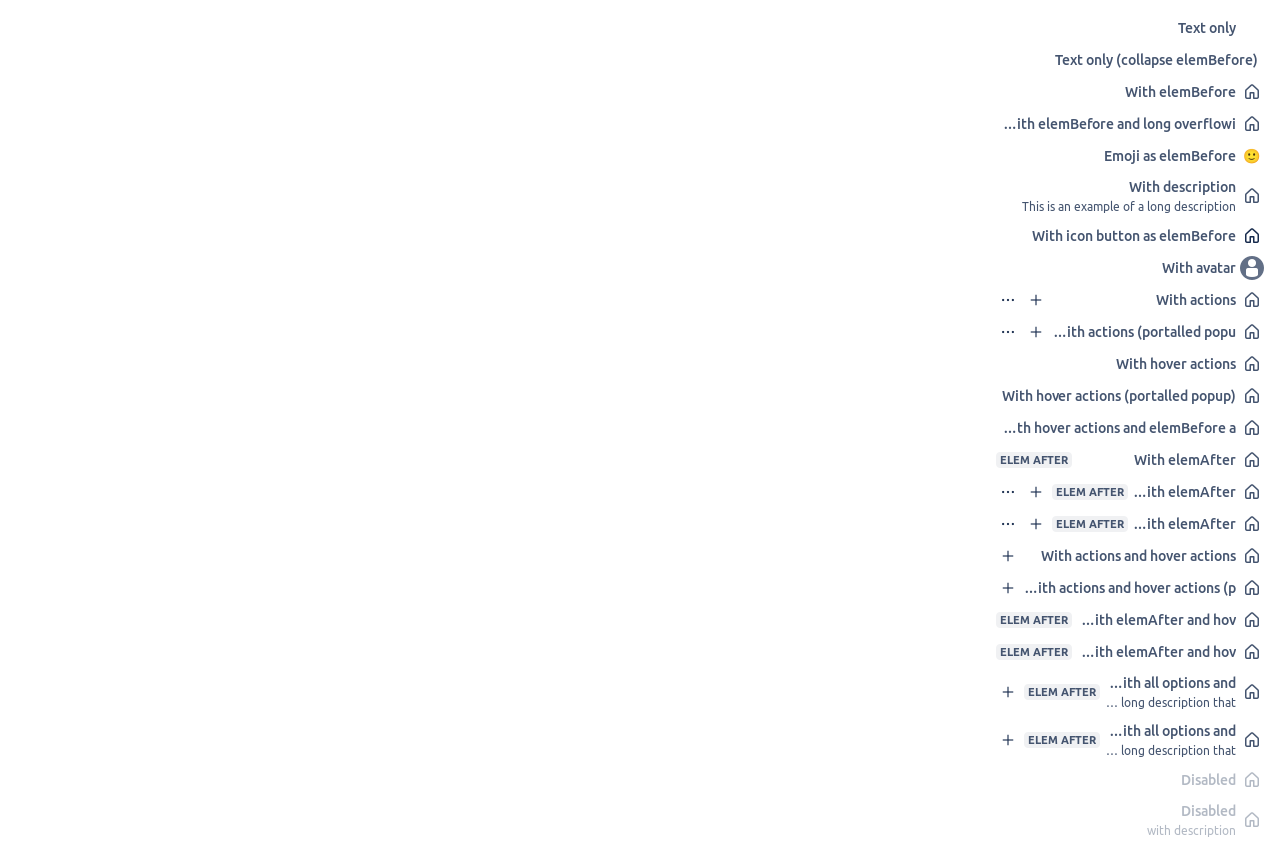 Text only
Text only (collapse elemBefore)
With elemBefore
...ith elemBefore and long overflowi
Emoji as elemBefore
With description
This is an example of a long description
With icon button as elemBefore
With avatar
With actions
...ith actions (portalled popu
With hover actions
With hover actions (portalled popup)
...th hover actions and elemBefore a
With elemAfter ELEM AFTER
...ith elemAfter ELEM AFTER
...ith elemAfter ELEM AFTER
With actions and hover actions
...ith actions and hover actions (p
...ith elemAfter and hov ELEM AFTER
...ith elemAfter and hov ELEM AFTER
...ith all options and
... long description that
ELEM AFTER
...ith all options and
... long description that
ELEM AFTER
Disabled
Disabled
with description